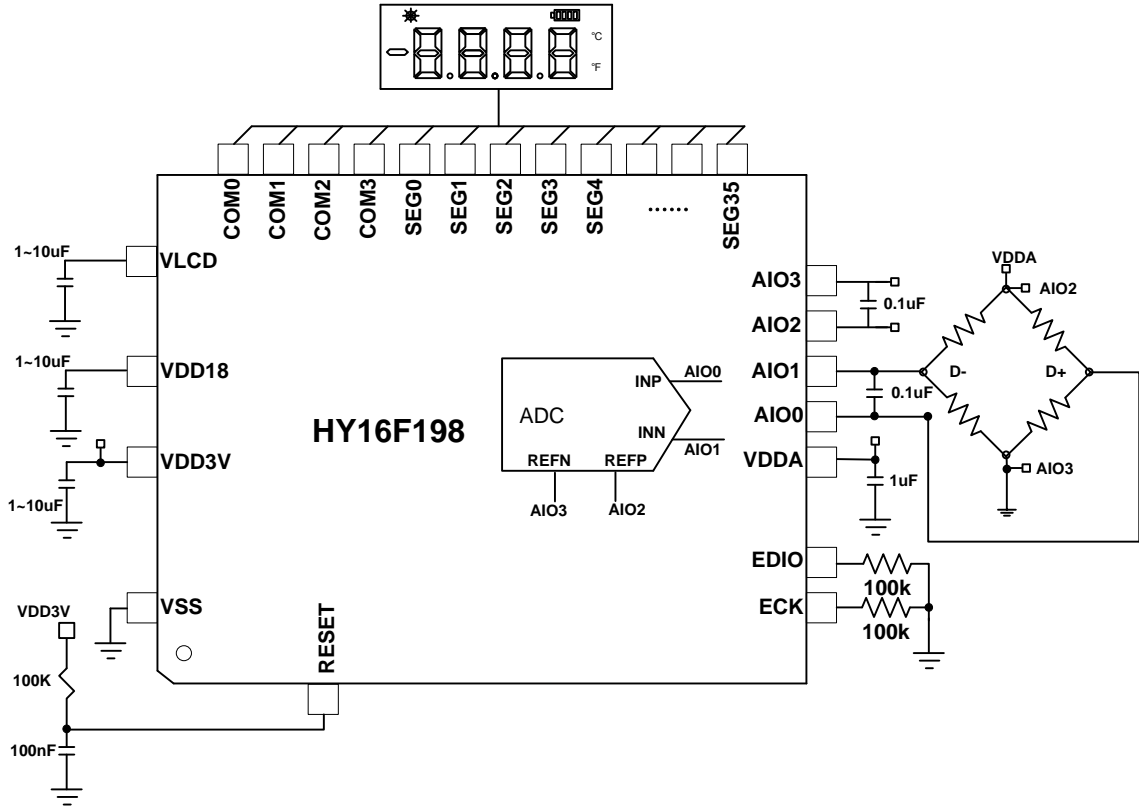 °C
°F
COM0
COM1
COM2
COM3
SEG0
SEG1
SEG2
SEG3
SEG4
......
SEG35
1~10uF
VLCD
1~10uF
VDD18
1~10uF
VDD3V
VSS
VDD3V
100K
100nF
RESET
HY16F198
ADC
INP
AIO0
INN
AIO1
REFN
REFP
AIO3
AIO2
AIO3
0.1uF
AIO2
AIO1
0.1uF
AIO0
VDDA
1uF
EDIO
100k
ECK
100k
VDDA
AIO2
D-
D+
AIO3